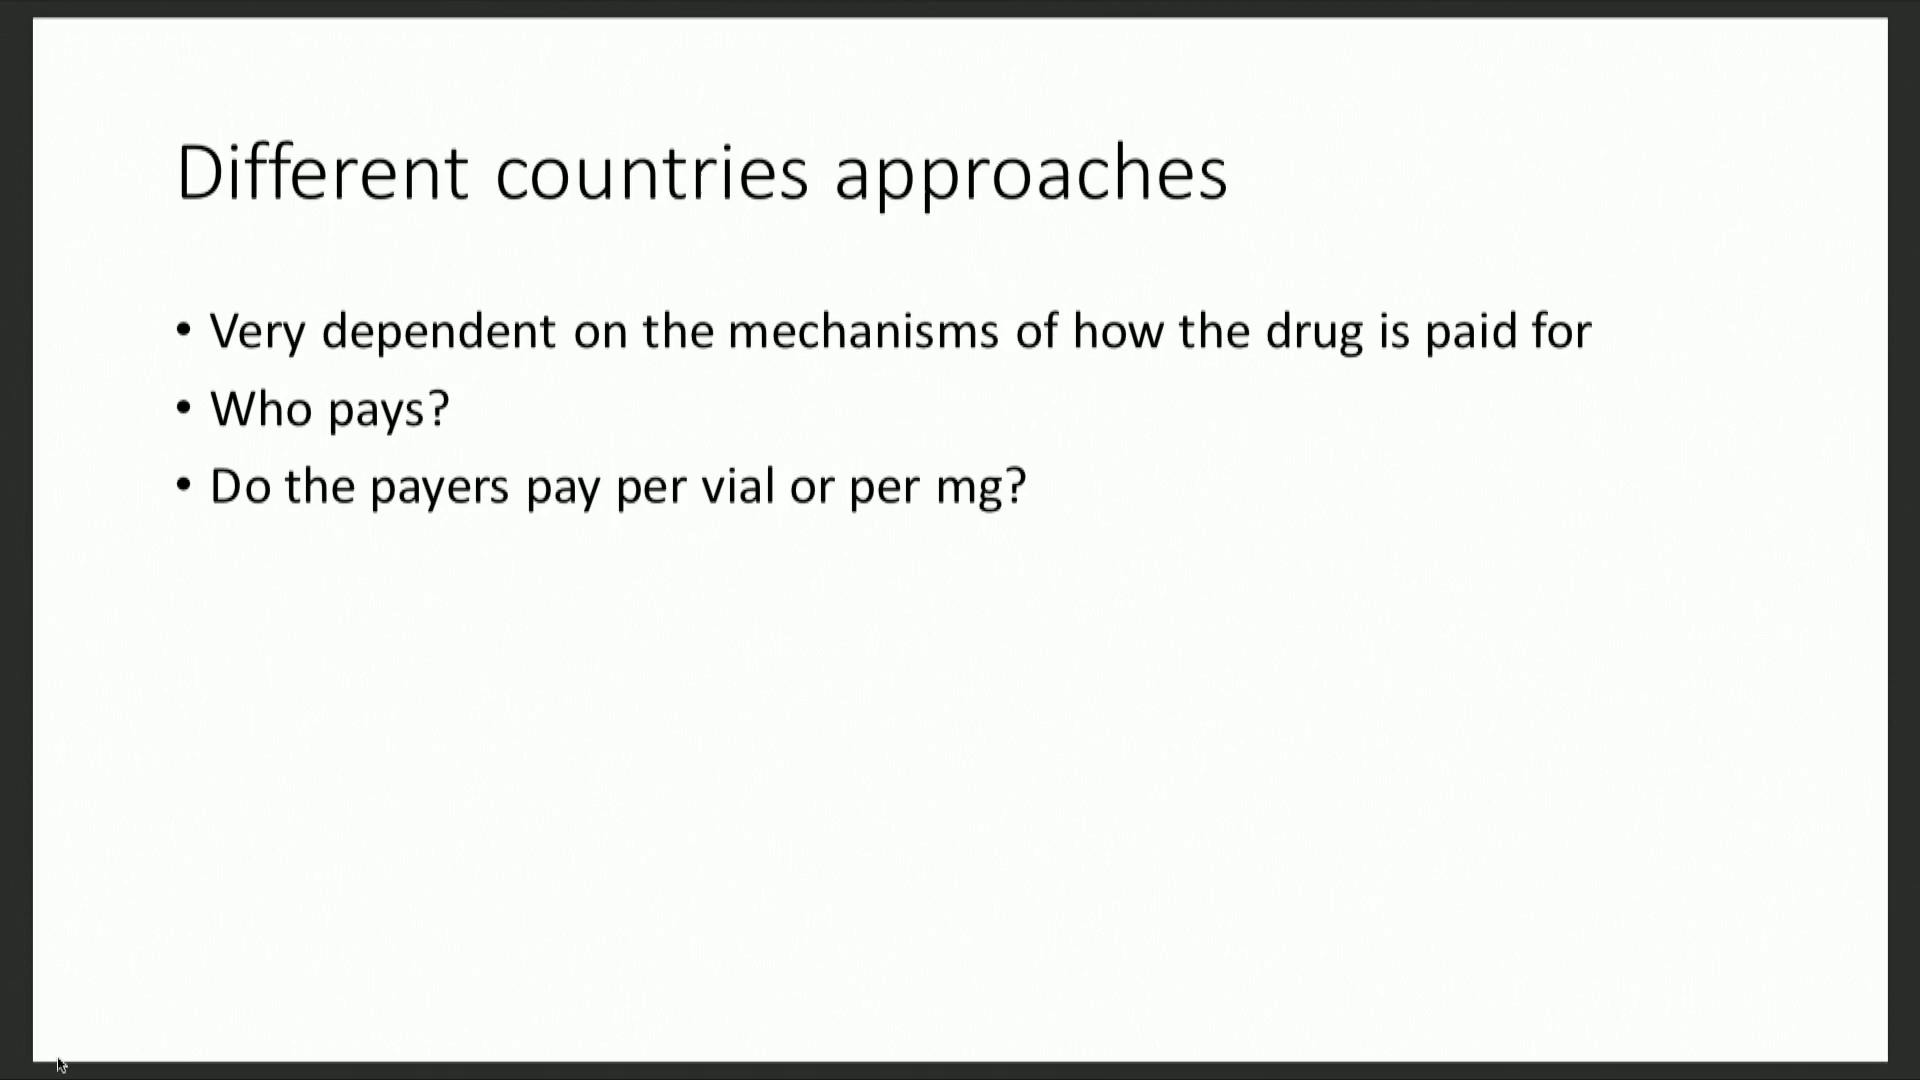 Different countries approaches
• Very dependent on the mechanisms of how the drug is paid for
• Who pays?
• Do the payers pay per vial or per mg?